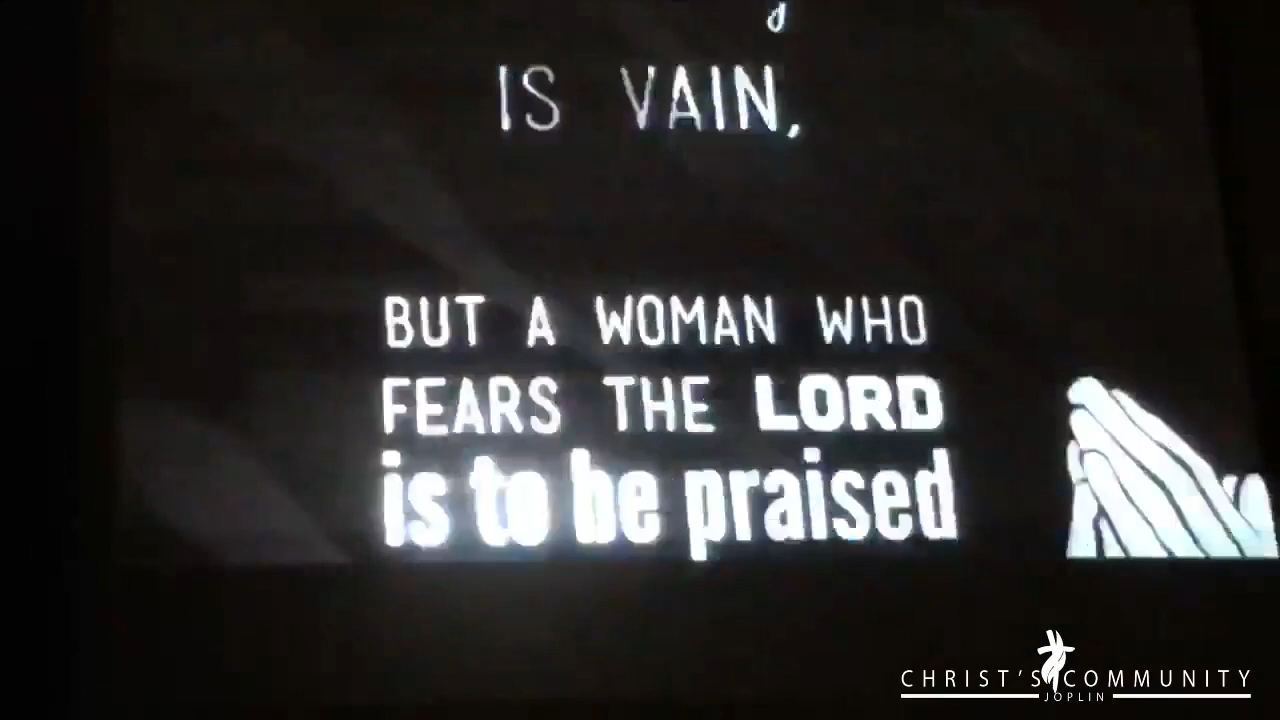 IS VAIN,
BUT A WOMAN WHO
FEARS THE LORD
is to be praised
CHRIST'S COMMUNITY
JOPLIN